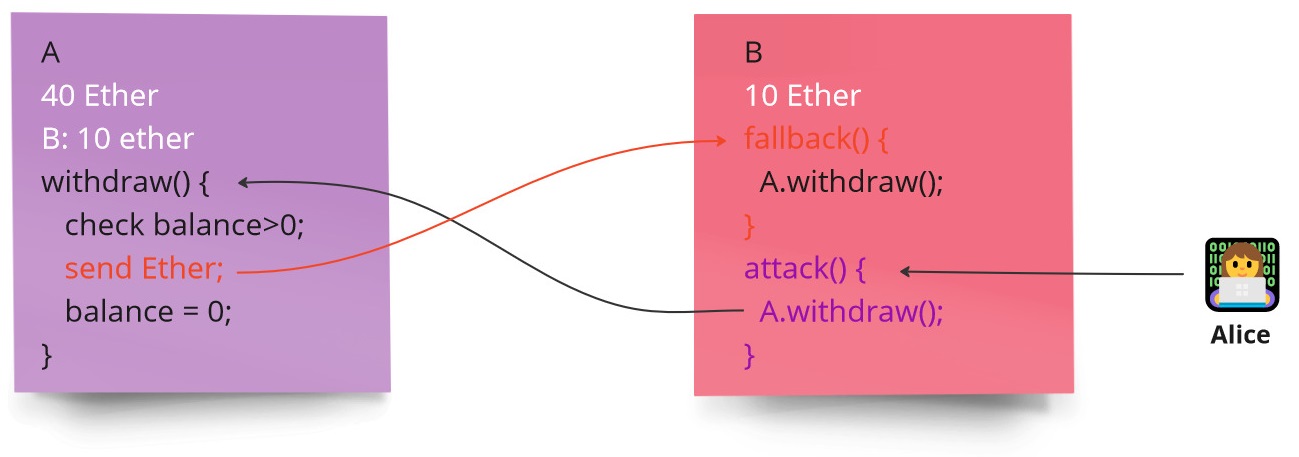 A
40 Ether
B: 10 ether
withdraw() {
check balance>0;
send Ether;
balance = 0;
}
B
10 Ether
fallback() {
A.withdraw();
}
attack() {
A.withdraw();
}
Alice